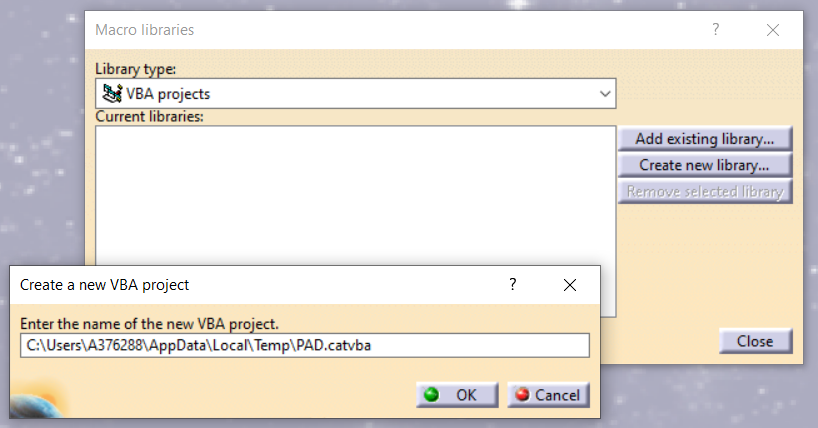 Macro libraries ? ×
Library type:
VBA projects
Current libraries:
Add existing library...
Create new library...
Remove selected library
Close
Create a new VBA project ? ×
Enter the name of the new VBA project.
C:\Users\A376288\AppData\Local\Temp\PAD.catvba
OK Cancel